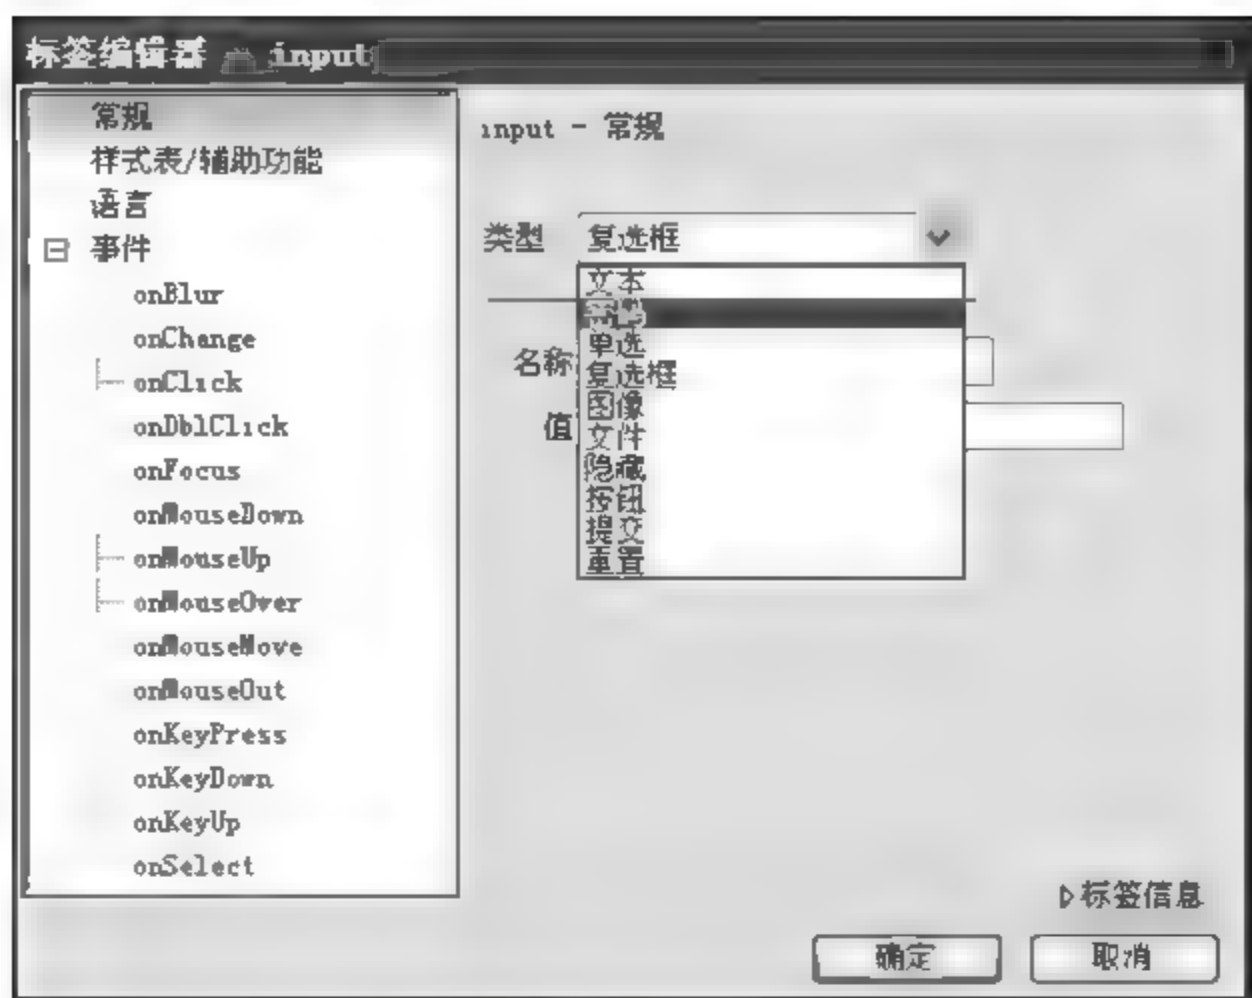 标签编辑器 - input
常规
样式表/辅助功能
语言
事件
onBlur
onChange
onClick
onDblClick
onFocus
onMouseDown
onMouseUp
onMouseOver
onMouseMove
onMouseOut
onKeyPress
onKeyDown
onKeyUp
onSelect
input - 常规
类型 复选框
文本
密码
单选
复选框
图像
文件
隐藏
按钮
提交
重置
名称
值
标签信息
确定 取消